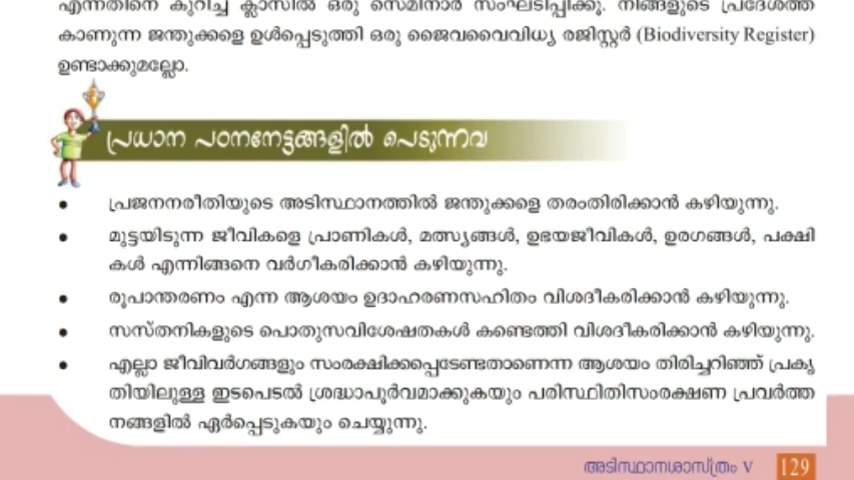 എന്നതിനെ കുറിച്ച് ക്ലാസിൽ ഒരു സെമിനാർ സംഘടിപ്പിക്കൂ. നിങ്ങളുടെ പ്രദേശത്ത്
കാണുന്ന ജന്തുക്കളെ ഉൾപ്പെടുത്തി ഒരു ജൈവവൈവിധ്യ രജിസ്റ്റർ (Biodiversity Register)
ഉണ്ടാക്കുമല്ലോ.
പ്രധാന പഠനനേട്ടങ്ങളിൽ പെടുന്നവ
• പ്രജനനരീതിയുടെ അടിസ്ഥാനത്തിൽ ജന്തുക്കളെ തരംതിരിക്കാൻ കഴിയുന്നു.
• മുട്ടയിടുന്ന ജീവികളെ പ്രാണികൾ, മത്സ്യങ്ങൾ, ഉഭയജീവികൾ, ഉരഗങ്ങൾ, പക്ഷി
കൾ എന്നിങ്ങനെ വർഗീകരിക്കാൻ കഴിയുന്നു.
• രൂപാന്തരണം എന്ന ആശയം ഉദാഹരണസഹിതം വിശദീകരിക്കാൻ കഴിയുന്നു.
• സസ്തനികളുടെ പൊതുസവിശേഷതകൾ കണ്ടെത്തി വിശദീകരിക്കാൻ കഴിയുന്നു.
• എല്ലാ ജീവിവർഗങ്ങളും സംരക്ഷിക്കപ്പെടേണ്ടതാണെന്ന ആശയം തിരിച്ചറിഞ്ഞ് പ്രകൃ
തിയിലുള്ള ഇടപെടൽ ശ്രദ്ധാപൂർവമാക്കുകയും പരിസ്ഥിതിസംരക്ഷണ പ്രവർത്ത
നങ്ങളിൽ ഏർപ്പെടുകയും ചെയ്യുന്നു.
അടിസ്ഥാനശാസ്ത്രം V 129